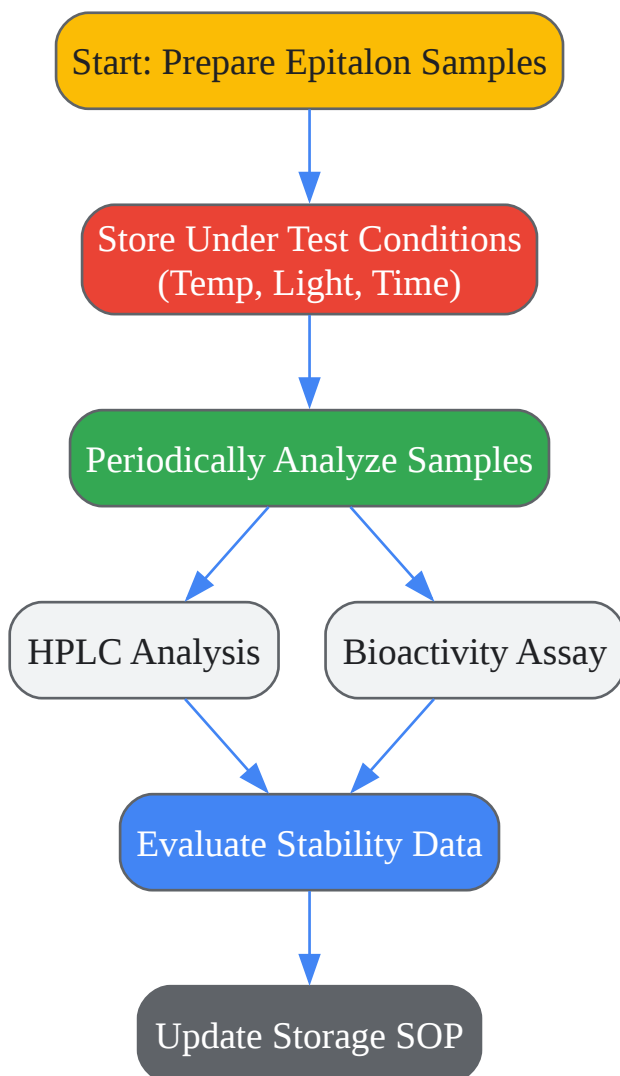 Start: Prepare Epitalon Samples
Store Under Test Conditions
(Temp, Light, Time)
Periodically Analyze Samples
HPLC Analysis
Bioactivity Assay
Evaluate Stability Data
Update Storage SOP